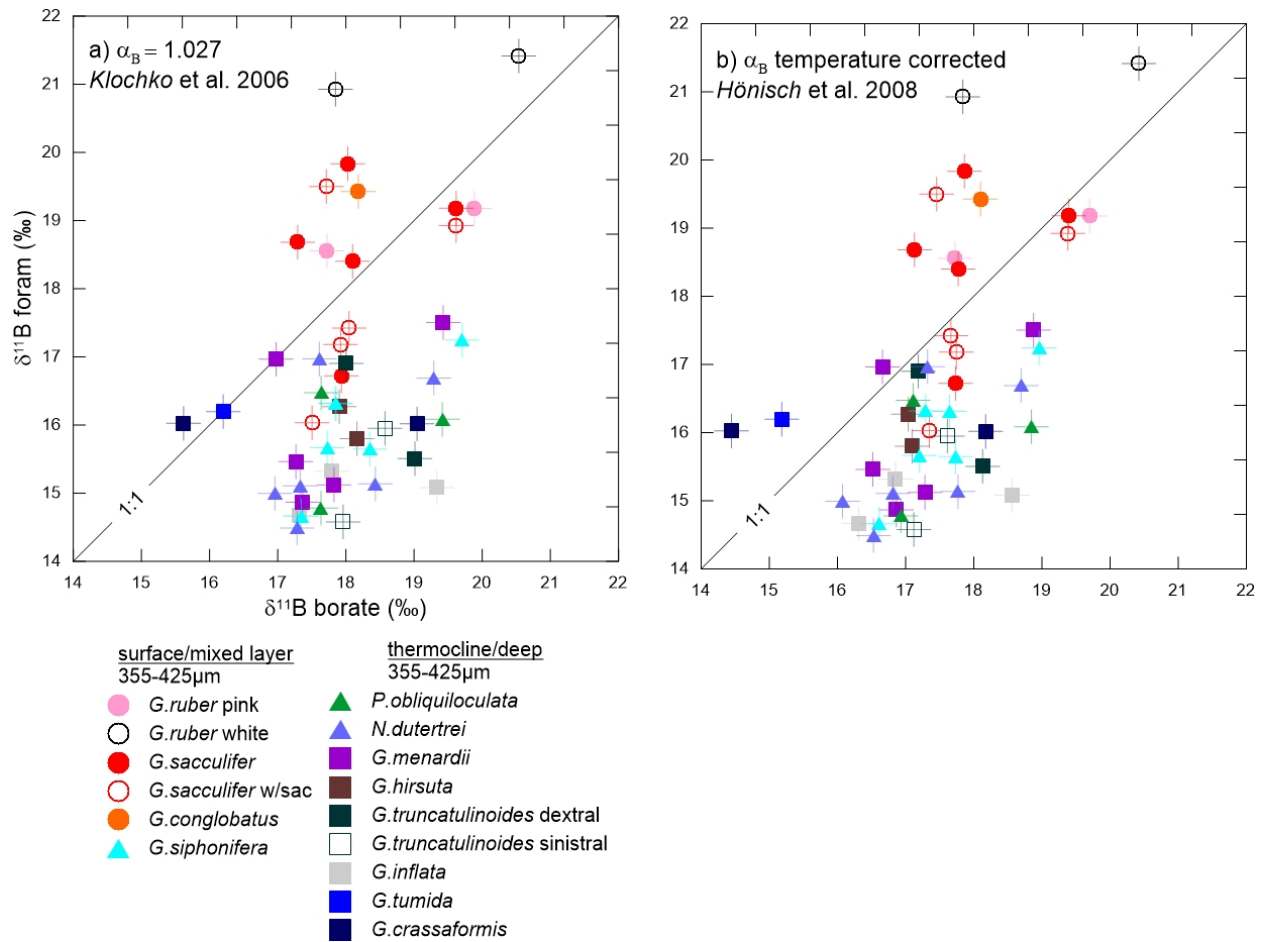 a) αB = 1.027
Klochko et al. 2006
22
21
20
19
18
17
16
15
14
δ11B foram (‰)
1:1
14 15 16 17 18 19 20 21 22
δ11B borate (‰)
b) αB temperature corrected
Hönisch et al. 2008
22
21
20
19
18
17
16
15
14
1:1
14 15 16 17 18 19 20 21 22
surface/mixed layer
355-425µm
G.ruber pink
G.ruber white
G.sacculifer
G.sacculifer w/sac
G.conglobatus
G.siphonifera
thermocline/deep
355-425µm
P.obliquiloculata
N.dutertrei
G.menardii
G.hirsuta
G.truncatulinoides dextral
G.truncatulinoides sinistral
G.inflata
G.tumida
G.crassaformis